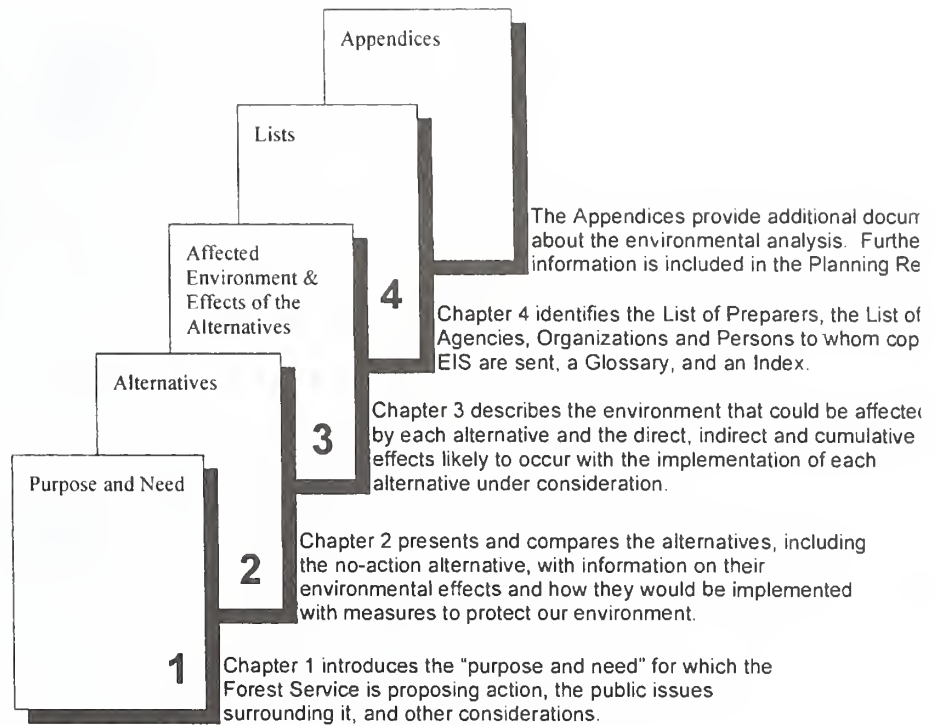 Appendices
Lists
The Appendices provide additional docum
about the environmental analysis. Furthe
information is included in the Planning Re
Affected
Environment &
Effects of the
Alternatives
4
Chapter 4 identifies the List of Preparers, the List of
Agencies, Organizations and Persons to whom cop
EIS are sent, a Glossary, and an Index.
Alternatives
3
Chapter 3 describes the environment that could be affecte
by each alternative and the direct, indirect and cumulative
effects likely to occur with the implementation of each
alternative under consideration.
Purpose and Need
2
Chapter 2 presents and compares the alternatives, including
the no-action alternative, with information on their
environmental effects and how they would be implemented
with measures to protect our environment.
1
Chapter 1 introduces the "purpose and need" for which the
Forest Service is proposing action, the public issues
surrounding it, and other considerations.